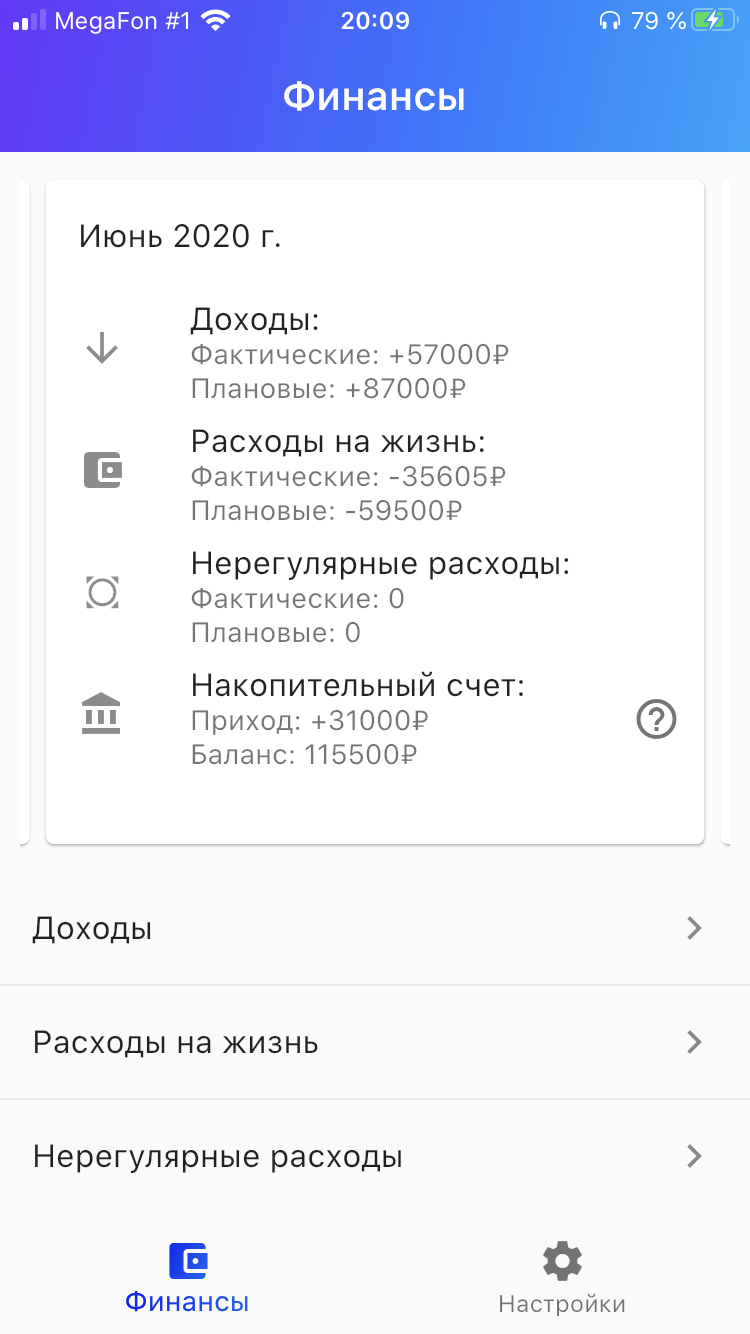 MegaFon #1 20:09 79 %
Финансы
Июнь 2020 г.
Доходы:
Фактические: +57000₽
Плановые: +87000₽
Расходы на жизнь:
Фактические: -35605₽
Плановые: -59500₽
Нерегулярные расходы:
Фактические: 0
Плановые: 0
Накопительный счет:
Приход: +31000₽
Баланс: 115500₽
Доходы
Расходы на жизнь
Нерегулярные расходы
Финансы Настройки